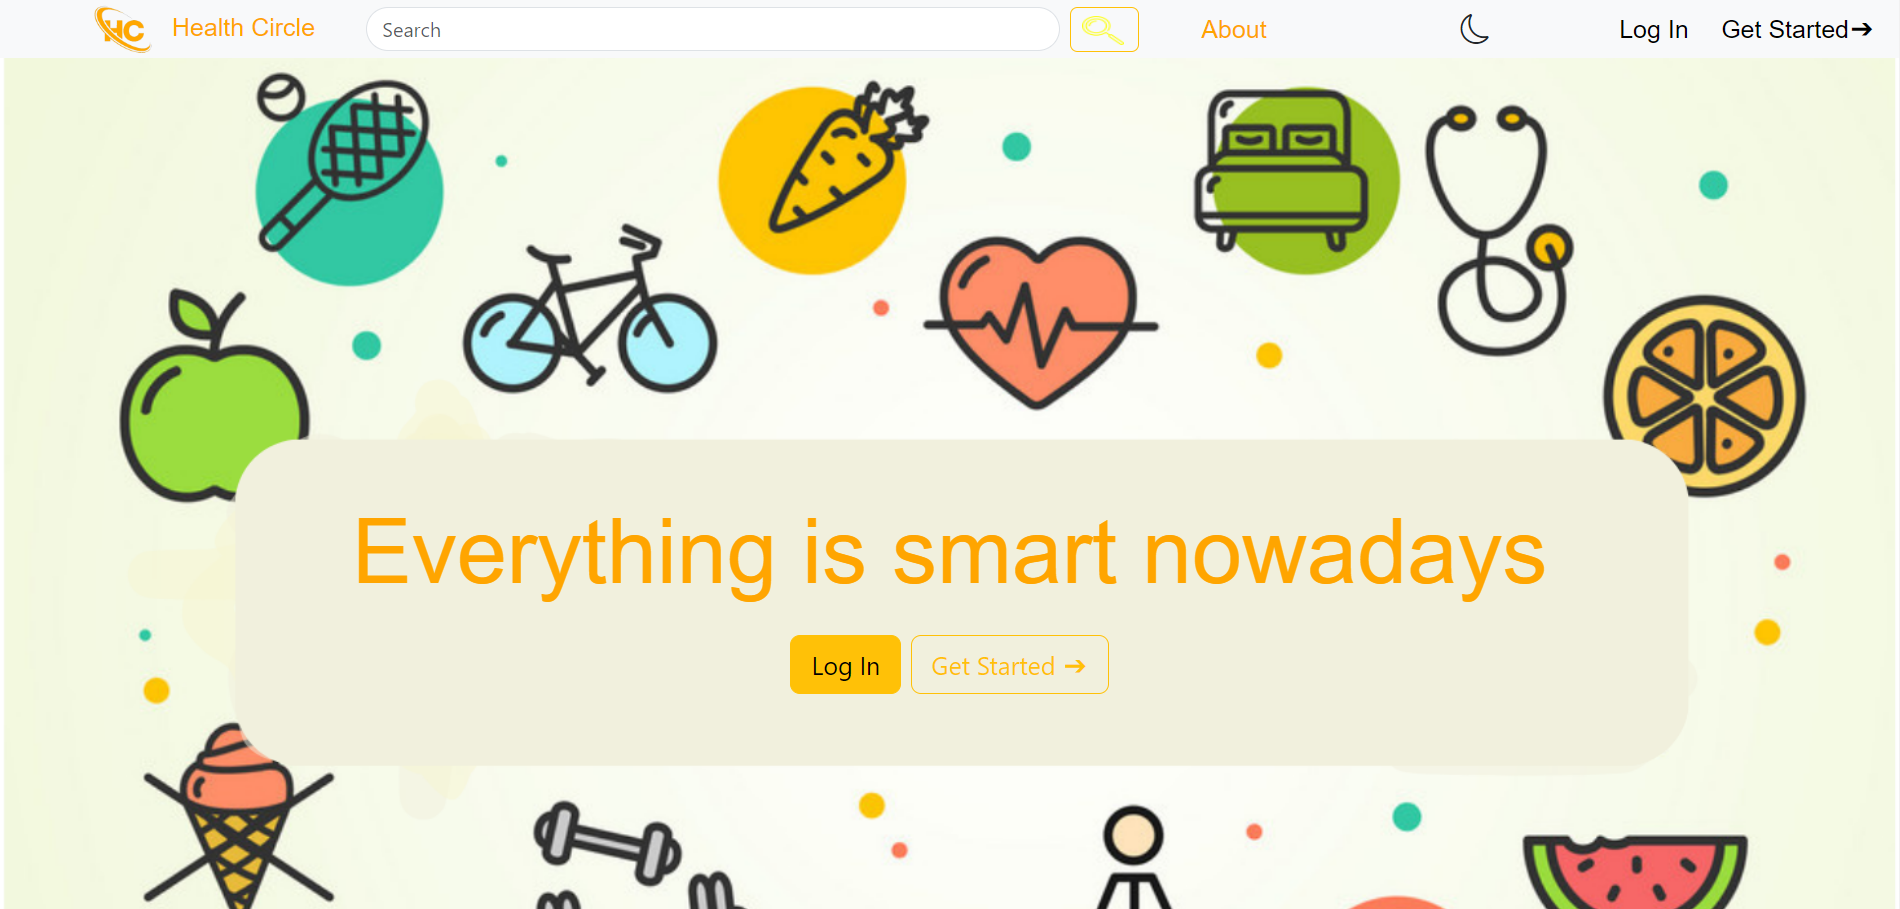 HC Health Circle Search About Log In Get Started➔
Everything is smart nowadays
Log In Get Started ➔